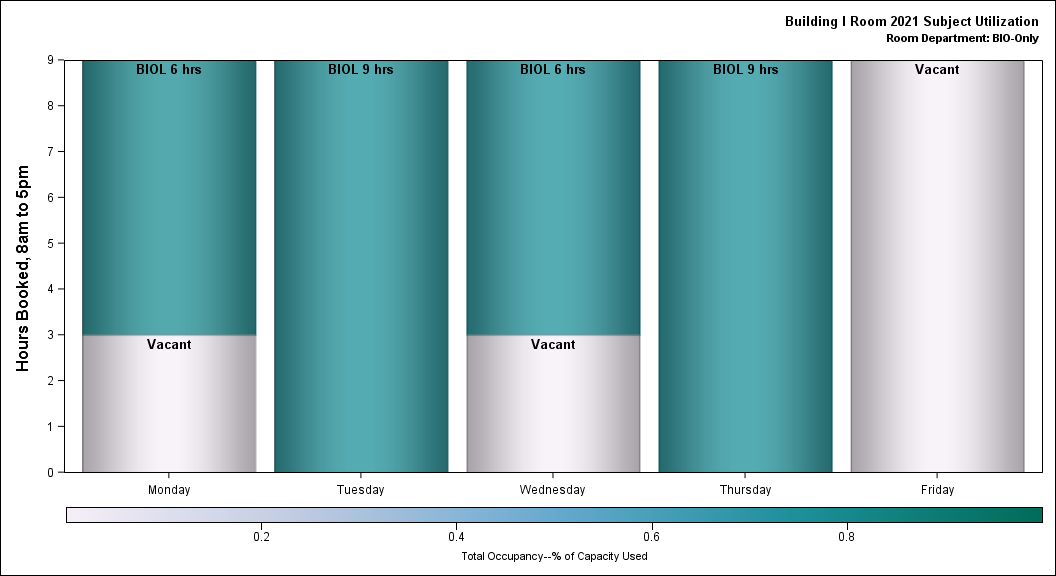 Building I Room 2021 Subject Utilization
Room Department: BIO-Only
Hours Booked, 8am to 5pm
9
8
7
6
5
4
3
2
1
0
BIOL 6 hrs
BIOL 9 hrs
BIOL 6 hrs
BIOL 9 hrs
Vacant
Vacant
Vacant
Monday
Tuesday
Wednesday
Thursday
Friday
0.2
0.4
0.6
0.8
Total Occupancy--% of Capacity Used